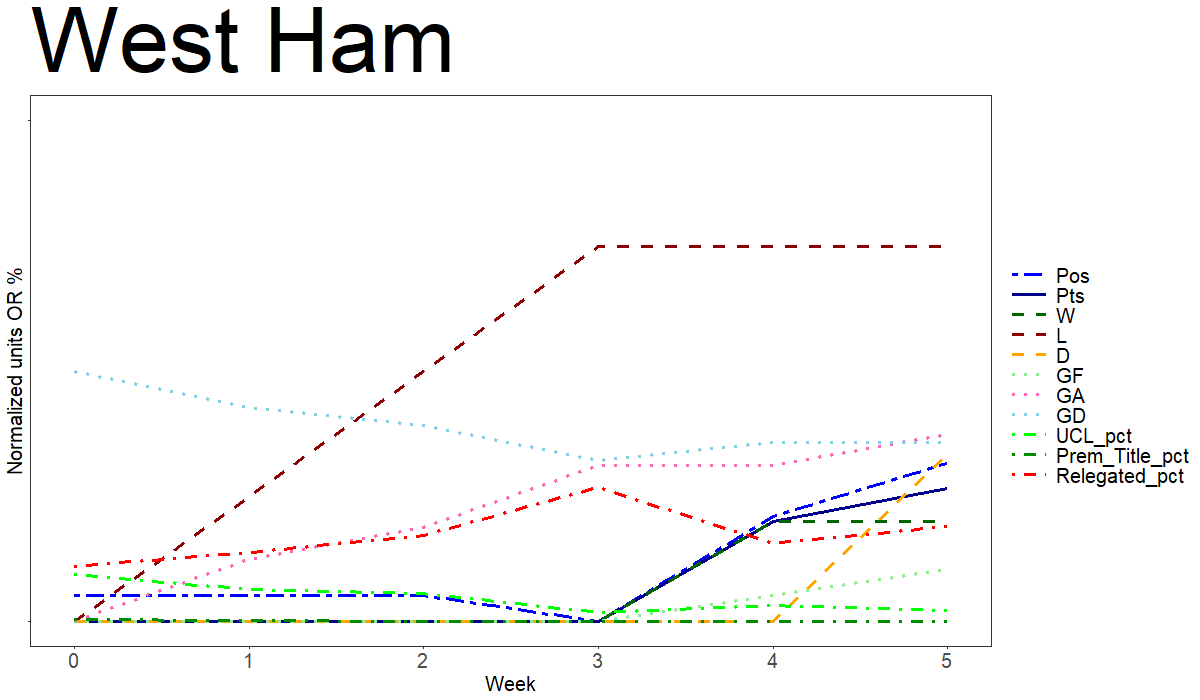 West Ham
Normalized units OR %
0 1 2 3 4 5
Week
Pos
Pts
W
L
D
GF
GA
GD
UCL_pct
Prem_Title_pct
Relegated_pct